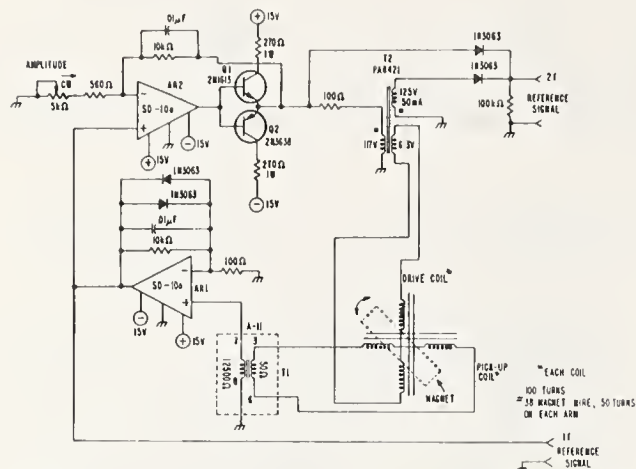 15V
.01µF
270Ω
1W
1N3063
10kΩ
Q1
2N1613
T2
PA8421
1N3063
AMPLITUDE
CW
560Ω
AR2
125V
50mA
2F
5kΩ
SD-10a
100Ω
100kΩ
REFERENCE
SIGNAL
15V
Q2
2N3638
117V
6.3V
15V
270Ω
1W
1N3063
15V
1N3063
.01µF
10kΩ
100Ω
SD-10a
AR1
DRIVE COIL*
15V
15V
A-11
7
3
T1
12500Ω
50Ω
8
6
PICK-UP
COIL*
MAGNET
*EACH COIL
100 TURNS
#38 MAGNET WIRE, 50 TURNS
ON EACH ARM
1F
REFERENCE
SIGNAL